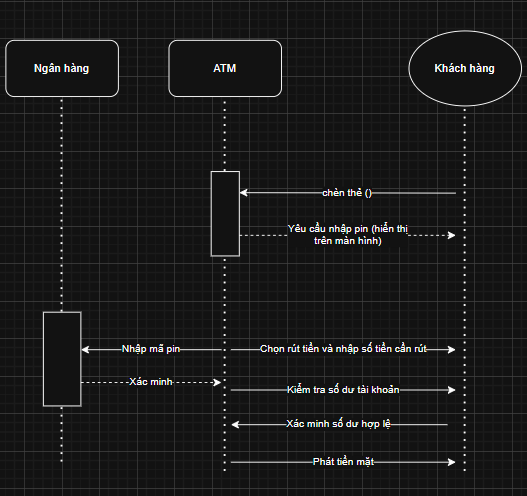 Ngân hàng
ATM
Khách hàng
chèn thẻ ()
Yêu cầu nhập pin (hiển thị
trên màn hình)
Nhập mã pin
Chọn rút tiền và nhập số tiền cần rút
Xác minh
Kiểm tra số dư tài khoản
Xác minh số dư hợp lệ
Phát tiền mặt